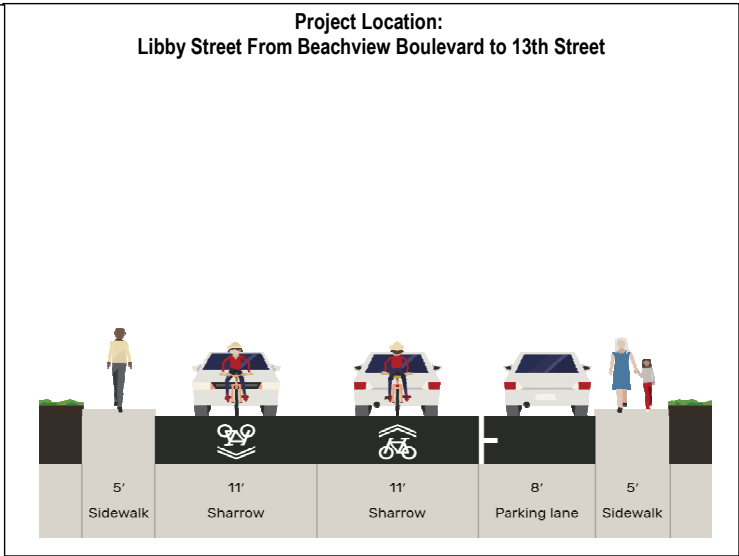 Project Location:
Libby Street From Beachview Boulevard to 13th Street
5′ 11′ 11′ 8′ 5′
Sidewalk Sharrow Sharrow Parking lane Sidewalk